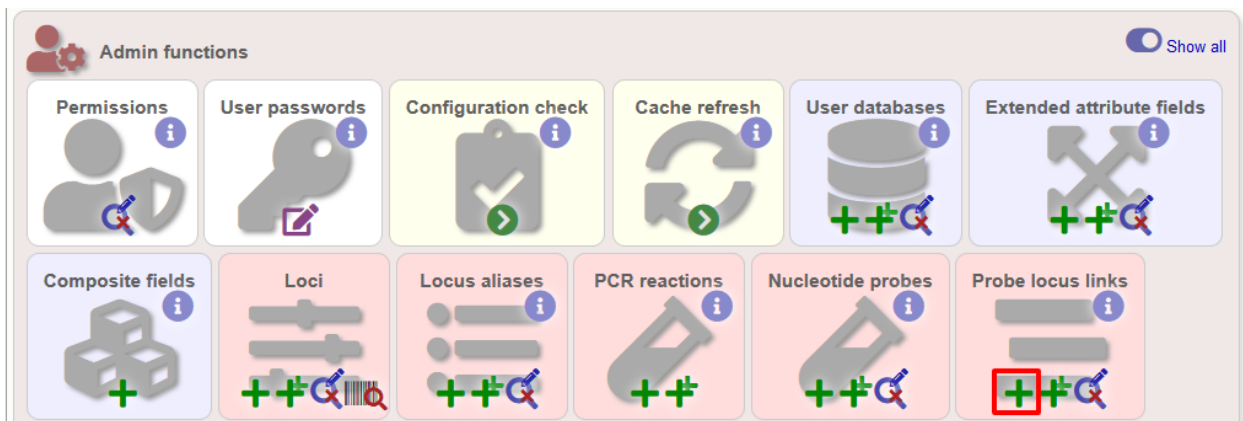 Admin functions
Show all
Permissions
User passwords
Configuration check
Cache refresh
User databases
Extended attribute fields
Composite fields
Loci
Locus aliases
PCR reactions
Nucleotide probes
Probe locus links